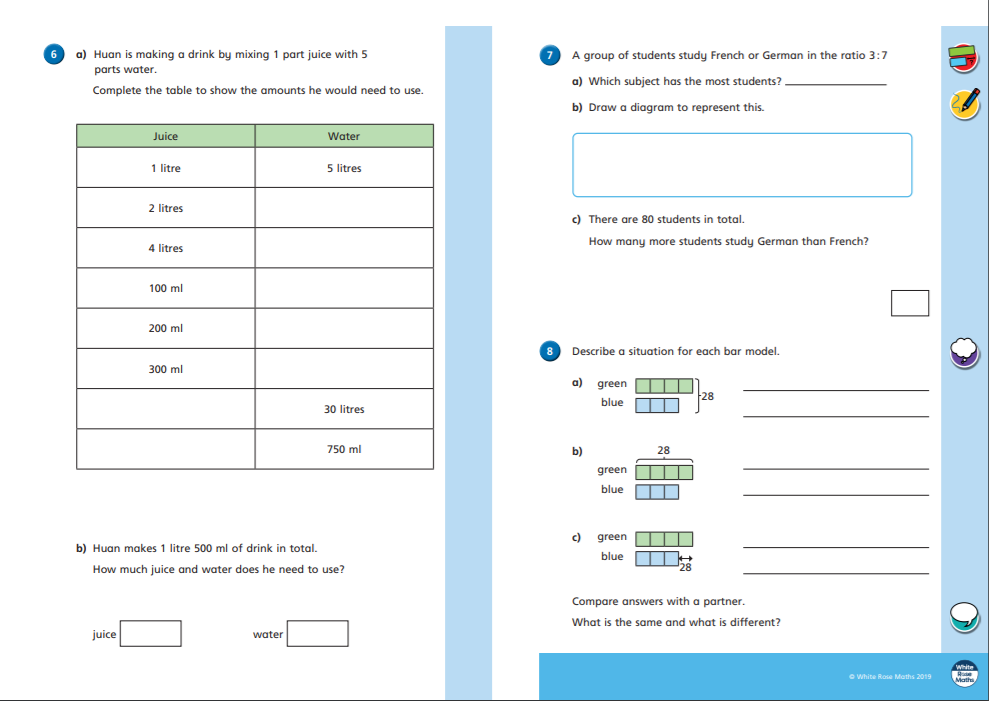 6 a) Huan is making a drink by mixing 1 part juice with 5
parts water.
Complete the table to show the amounts he would need to use.
Juice Water
1 litre 5 litres
2 litres
4 litres
100 ml
200 ml
300 ml
30 litres
750 ml
b) Huan makes 1 litre 500 ml of drink in total.
How much juice and water does he need to use?
juice water
7 A group of students study French or German in the ratio 3:7
a) Which subject has the most students?
b) Draw a diagram to represent this.
c) There are 80 students in total.
How many more students study German than French?
8 Describe a situation for each bar model.
a) green
blue
28
b) 28
green
blue
c) green
blue
28
Compare answers with a partner.
What is the same and what is different?
© White Rose Maths 2019
White
Rose
Maths